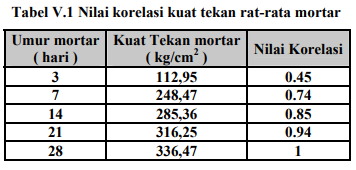 Tabel V.1 Nilai korelasi kuat tekan rat-rata mortar
Umur mortar ( hari ) Kuat Tekan mortar ( kg/cm² ) Nilai Korelasi
3 112,95 0.45
7 248,47 0.74
14 285,36 0.85
21 316,25 0.94
28 336,47 1